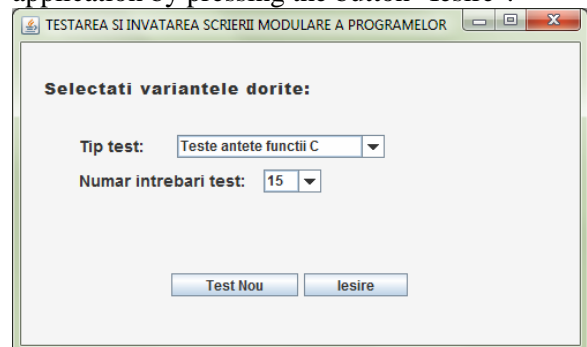 application by pressing the button "Iesire".
TESTAREA SI INVATAREA SCRIERII MODULARE A PROGRAMELOR
Selectati variantele dorite:
Tip test: Teste antete functii C
Numar intrebari test: 15
Test Nou Iesire